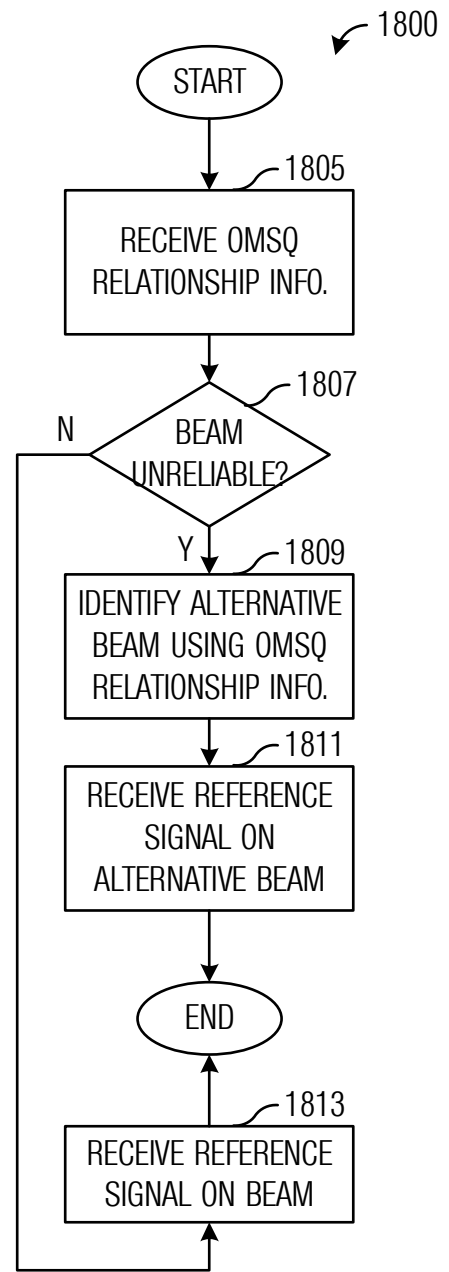 1800
START
1805
RECEIVE OMSQ
RELATIONSHIP INFO.
1807
N
BEAM
UNRELIABLE?
Y
1809
IDENTIFY ALTERNATIVE
BEAM USING OMSQ
RELATIONSHIP INFO.
1811
RECEIVE REFERENCE
SIGNAL ON
ALTERNATIVE BEAM
END
1813
RECEIVE REFERENCE
SIGNAL ON BEAM